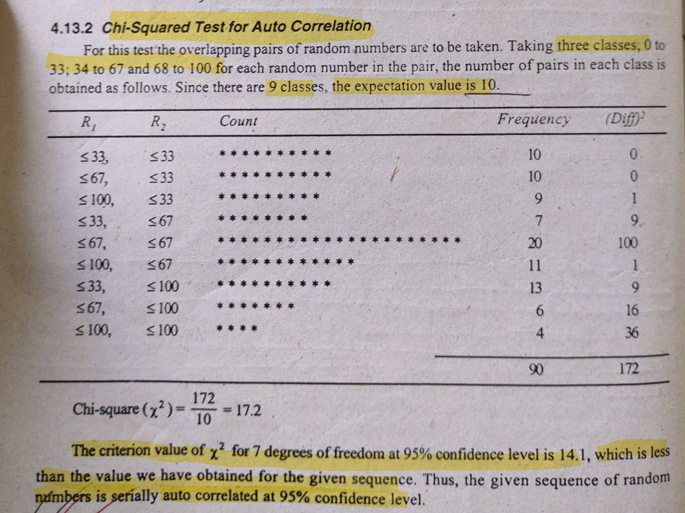 4.13.2 Chi-Squared Test for Auto Correlation
For this test the overlapping pairs of random numbers are to be taken. Taking three classes, 0 to
33; 34 to 67 and 68 to 100 for each random number in the pair, the number of pairs in each class is
obtained as follows. Since there are 9 classes, the expectation value is 10.
R₁ R₂ Count Frequency (Diff)²
≤ 33, ≤ 33 * * * * * * * * * * 10 0
≤ 67, ≤ 33 * * * * * * * * * * 10 0
≤ 100, ≤ 33 * * * * * * * * * 9 1
≤ 33, ≤ 67 * * * * * * * * 7 9
≤ 67, ≤ 67 * * * * * * * * * * * * * * * * * * * * * * 20 100
≤ 100, ≤ 67 * * * * * * * * * * * * 11 1
≤ 33, ≤ 100 * * * * * * * * * * 13 9
≤ 67, ≤ 100 * * * * * * * 6 16
≤ 100, ≤ 100 * * * * 4 36
90 172
Chi-square (χ²) = 172/10 = 17.2
The criterion value of χ² for 7 degrees of freedom at 95% confidence level is 14.1, which is less
than the value we have obtained for the given sequence. Thus, the given sequence of random
numbers is serially auto correlated at 95% confidence level.